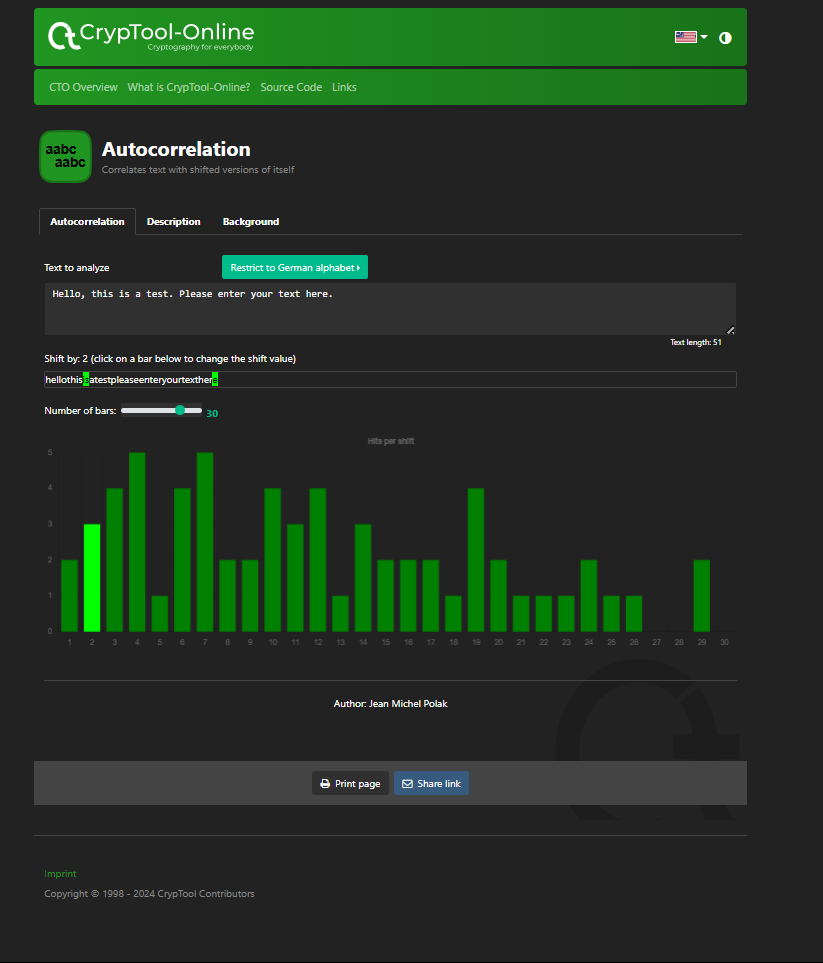 CrypTool-Online
Cryptography for everybody
CTO Overview What is CrypTool-Online? Source Code Links
aabc
aabc
Autocorrelation
Correlates text with shifted versions of itself
Autocorrelation Description Background
Text to analyze Restrict to German alphabet
Hello, this is a test. Please enter your text here.
Text length: 51
Shift by: 2 (click on a bar below to change the shift value)
hellothisisatestpleaseenteryourtexthere
Number of bars: 30
Hits per shift
5
4
3
2
1
0
1 2 3 4 5 6 7 8 9 10 11 12 13 14 15 16 17 18 19 20 21 22 23 24 25 26 27 28 29 30
Author: Jean Michel Polak
Print page Share link
Imprint
Copyright © 1998 - 2024 CrypTool Contributors